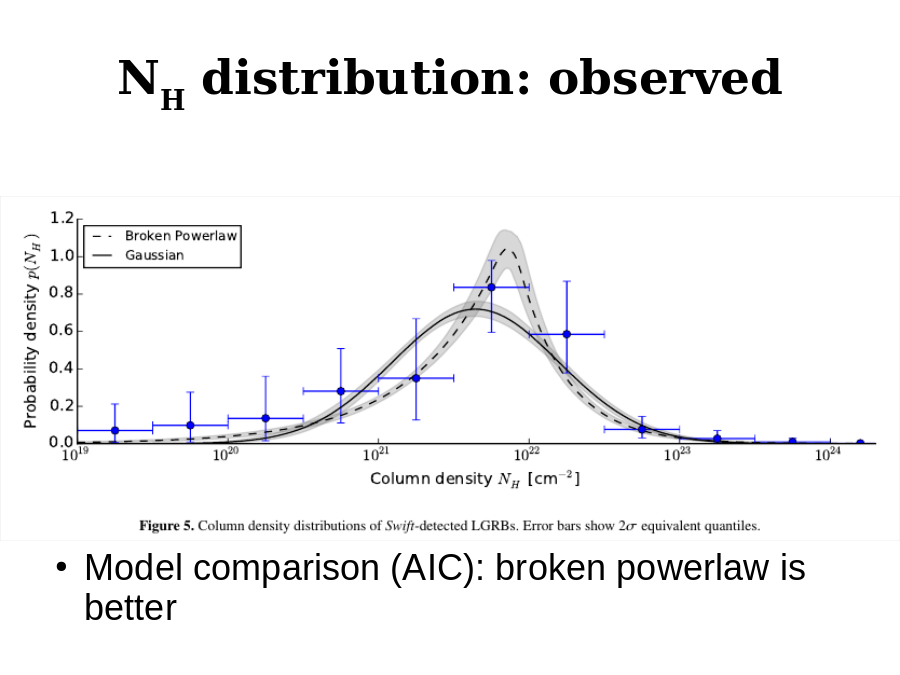 N_H distribution: observed
1.2
1.0
0.8
0.6
0.4
0.2
0.0
Probability density p(N_H)
Broken Powerlaw
Gaussian
10^19 10^20 10^21 10^22 10^23 10^24
Column density N_H [cm^−2]
Figure 5. Column density distributions of Swift-detected LGRBs. Error bars show 2σ equivalent quantiles.
• Model comparison (AIC): broken powerlaw is
better